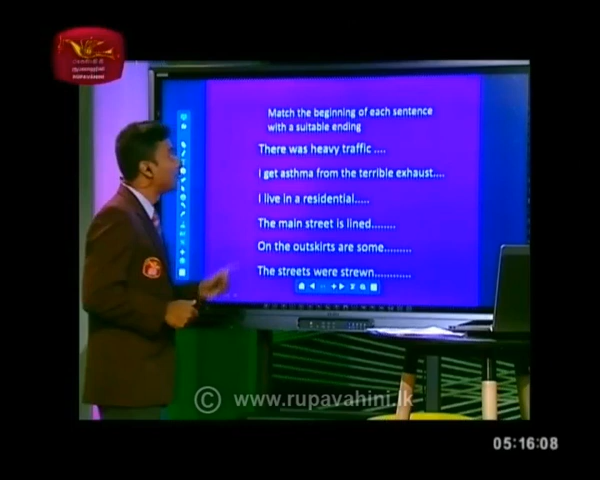 RUPAVAHINI
Match the beginning of each sentence
with a suitable ending
There was heavy traffic ....
I get asthma from the terrible exhaust....
I live in a residential.....
The main street is lined........
On the outskirts are some.........
The streets were strewn............
© www.rupavahini.lk
05:16:08